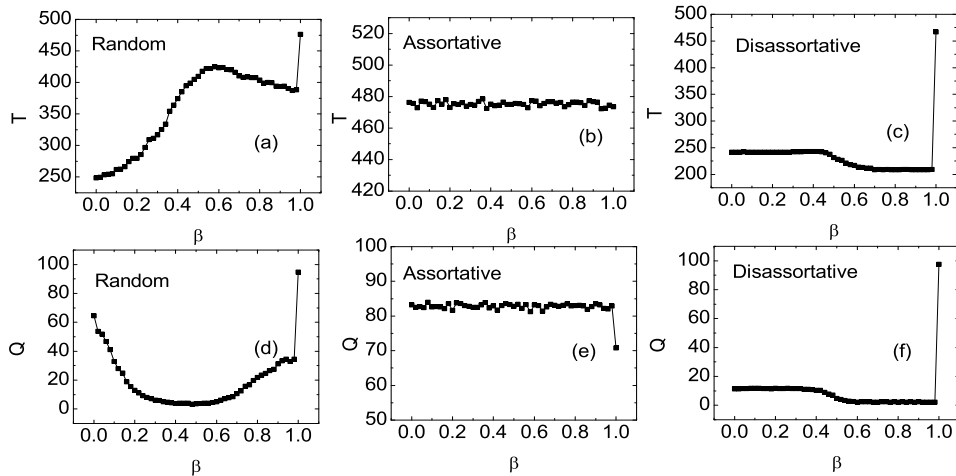 500
450
400
350
300
250
T
Random
(a)
0.0 0.2 0.4 0.6 0.8 1.0
β
520
500
480
460
440
420
T
Assortative
(b)
0.0 0.2 0.4 0.6 0.8 1.0
β
500
450
400
350
300
250
200
T
Disassortative
(c)
0.0 0.2 0.4 0.6 0.8 1.0
β
100
80
60
40
20
0
Q
Random
(d)
0.0 0.2 0.4 0.6 0.8 1.0
β
100
95
90
85
80
75
70
65
60
55
50
Q
Assortative
(e)
0.0 0.2 0.4 0.6 0.8 1.0
β
100
80
60
40
20
0
Q
Disassortative
(f)
0.0 0.2 0.4 0.6 0.8 1.0
β